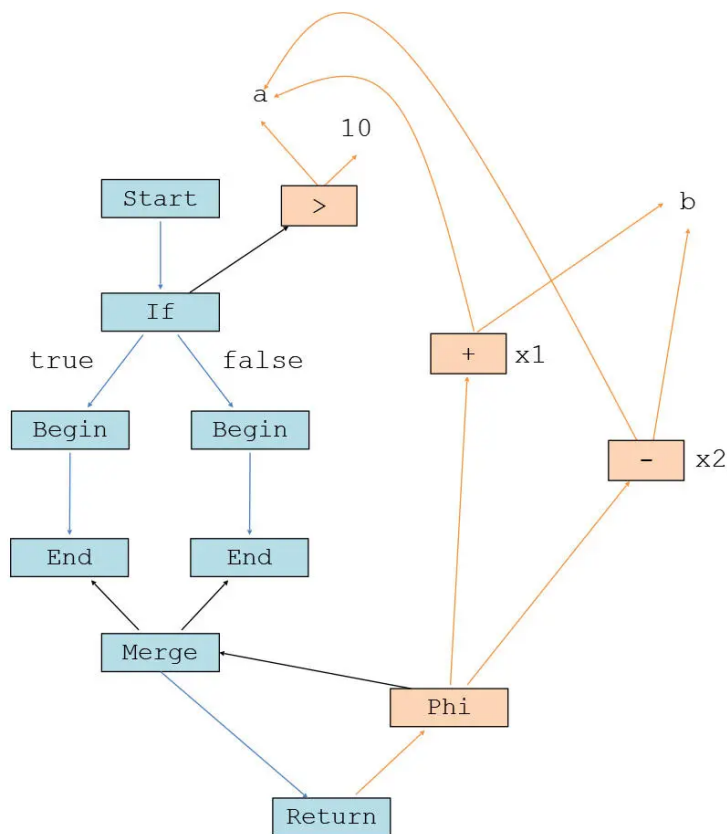 a
10
Start
>
b
If
true
false
+ x1
Begin
Begin
- x2
End
End
Merge
Phi
Return